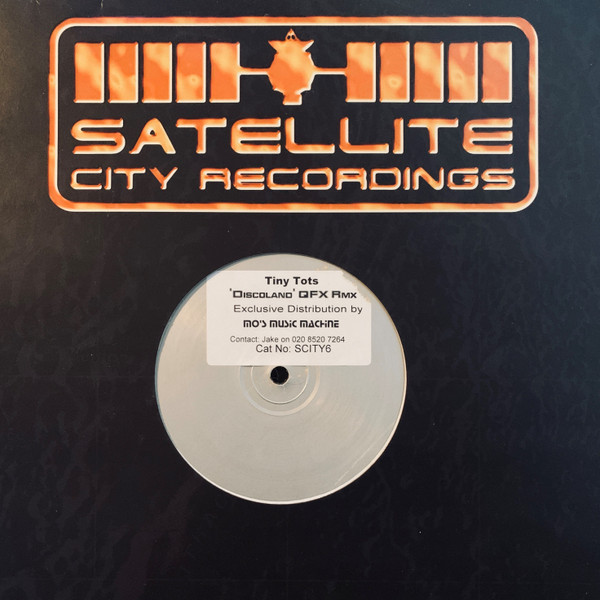 SATELLITE
CITY RECORDINGS
Tiny Tots
'Discoland' QFX Rmx
Exclusive Distribution by
MO'S MUSIC MACHINE
Contact: Jake on 020 8520 7264
Cat No: SCITY6